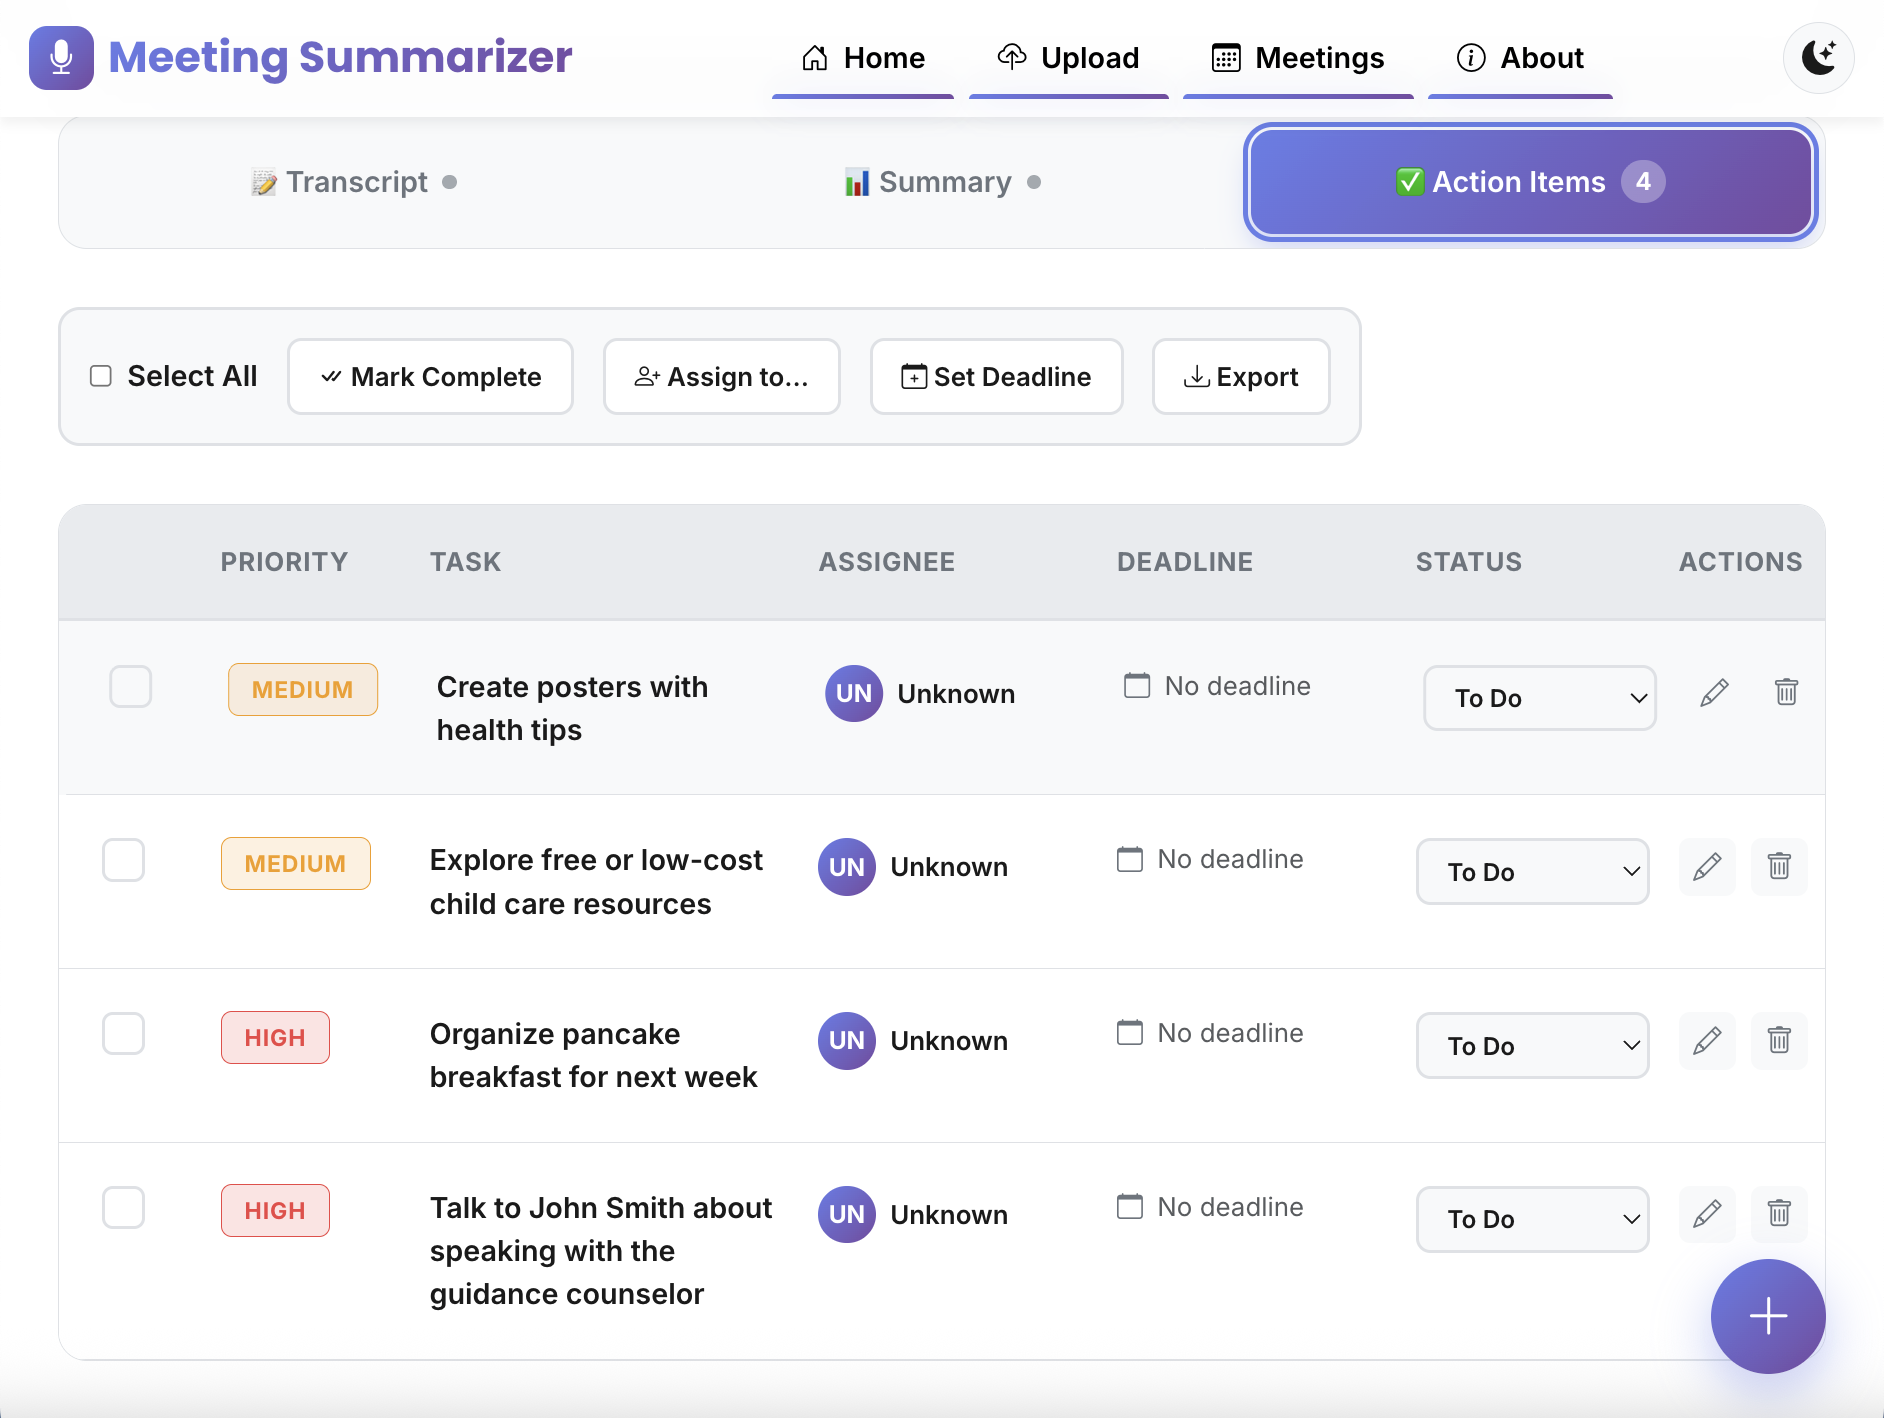 Meeting Summarizer
Home
Upload
Meetings
About
Transcript
Summary
Action Items 4
Select All
Mark Complete
Assign to...
Set Deadline
Export
PRIORITY TASK ASSIGNEE DEADLINE STATUS ACTIONS
MEDIUM
Create posters with
health tips
UN Unknown
No deadline
To Do
MEDIUM
Explore free or low-cost
child care resources
UN Unknown
No deadline
To Do
HIGH
Organize pancake
breakfast for next week
UN Unknown
No deadline
To Do
HIGH
Talk to John Smith about
speaking with the
guidance counselor
UN Unknown
No deadline
To Do